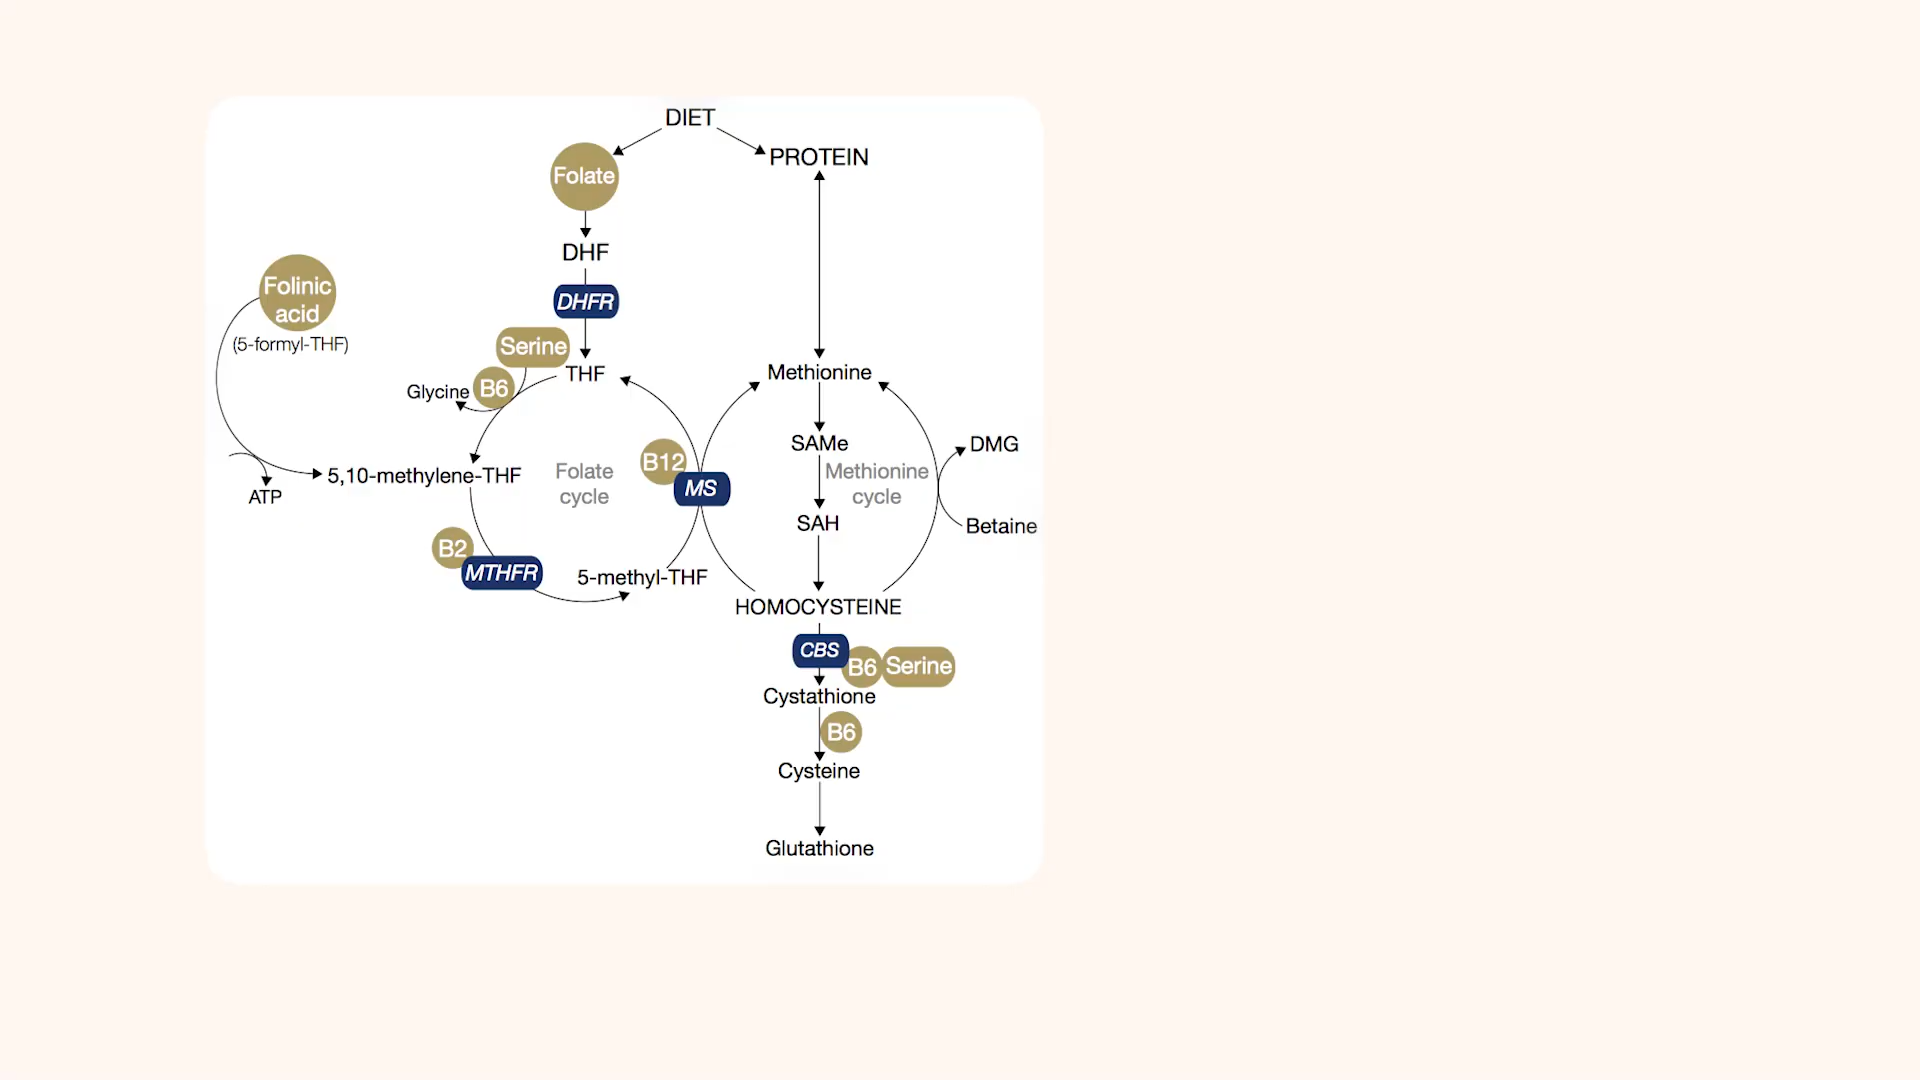 DIET
PROTEIN
Folate
DHF
DHFR
Folinic
acid
(5-formyl-THF)
Serine
THF
B6
Glycine
Methionine
SAMe
DMG
B12
MS
Folate
cycle
Methionine
cycle
5,10-methylene-THF
ATP
SAH
Betaine
B2
MTHFR
5-methyl-THF
HOMOCYSTEINE
CBS
B6
Serine
Cystathione
B6
Cysteine
Glutathione